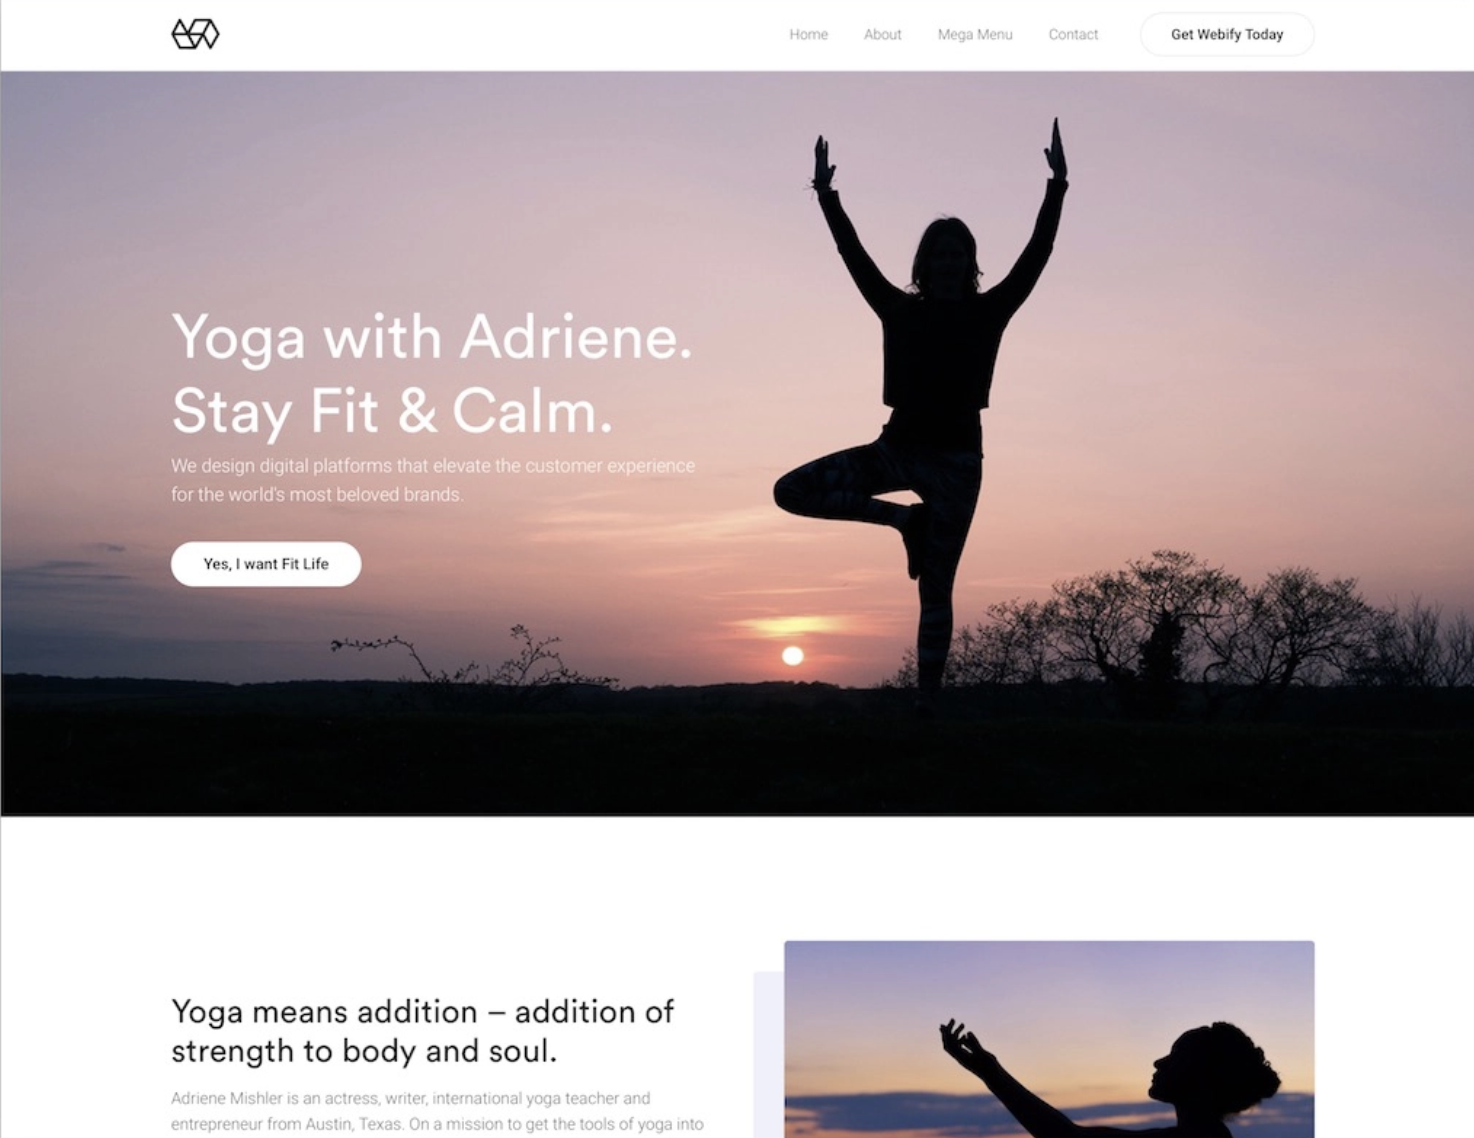 Home About Mega Menu Contact Get Webify Today
Yoga with Adriene.
Stay Fit & Calm.
We design digital platforms that elevate the customer experience
for the world's most beloved brands.
Yes, I want Fit Life
Yoga means addition – addition of
strength to body and soul.
Adriene Mishler is an actress, writer, international yoga teacher and
entrepreneur from Austin, Texas. On a mission to get the tools of yoga into